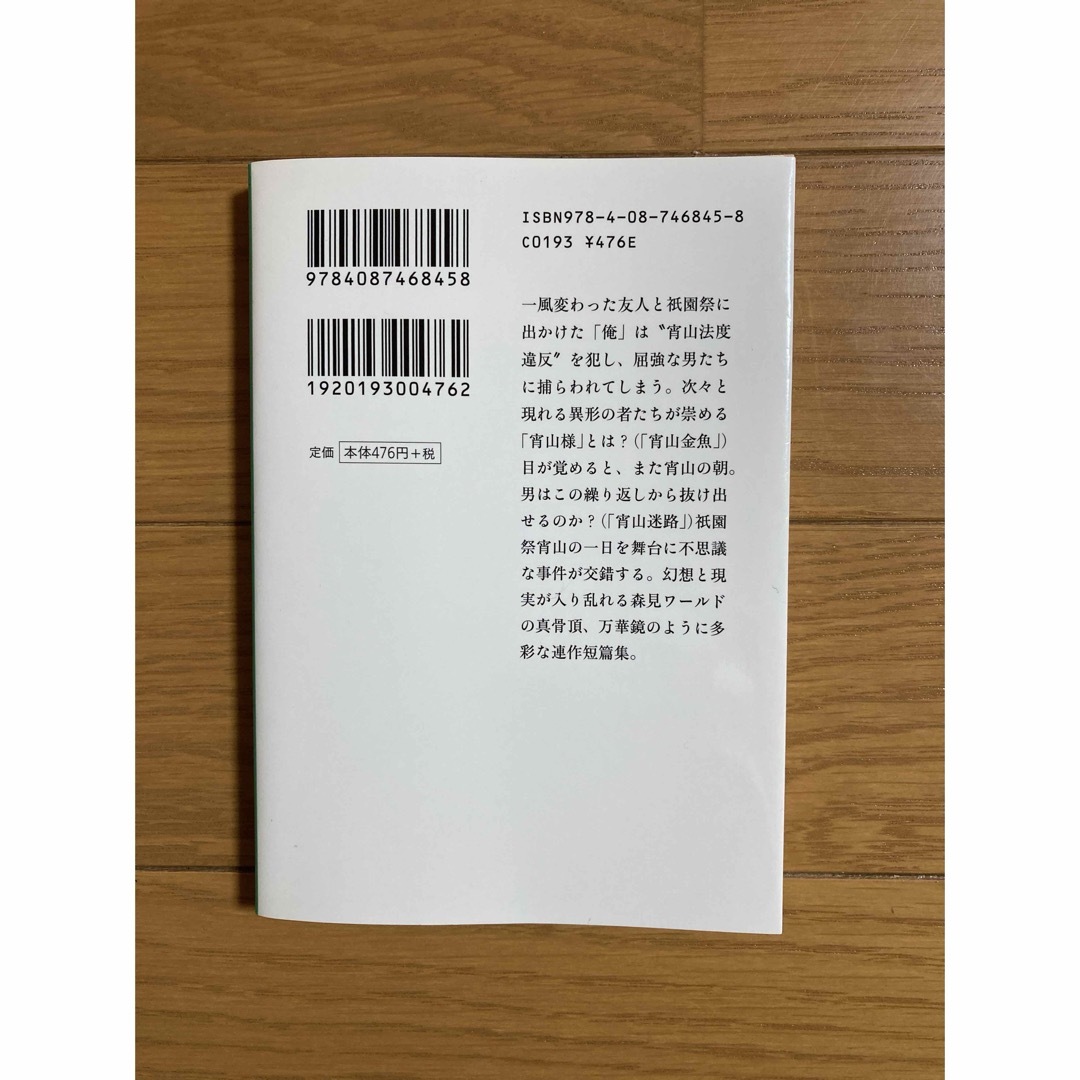 9784087468458
1920193004762
定価 本体476円+税
ISBN978-4-08-746845-8
C0193 ¥476E
一風変わった友人と祇園祭に
出かけた「俺」は〝宵山法度
違反〟を犯し、屈強な男たち
に捕らわれてしまう。次々と
現れる異形の者たちが崇める
「宵山様」とは?(「宵山金魚」)
目が覚めると、また宵山の朝。
男はこの繰り返しから抜け出
せるのか?(「宵山迷路」)祇園
祭宵山の一日を舞台に不思議
な事件が交錯する。幻想と現
実が入り乱れる森見ワールド
の真骨頂、万華鏡のように多
彩な連作短篇集。